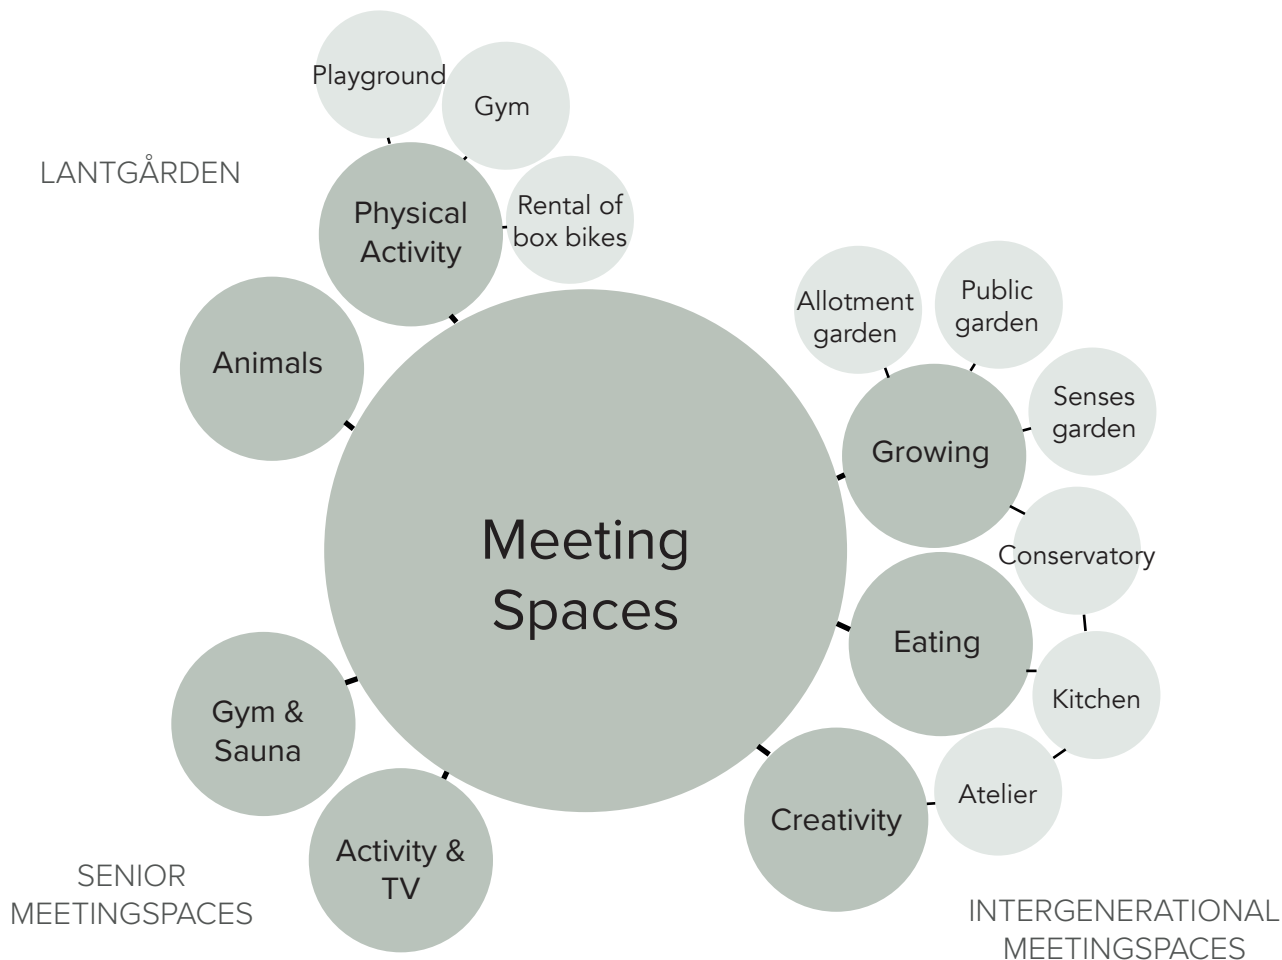 Playground
Gym
LANTGÅRDEN
Physical
Activity
Rental of
box bikes
Animals
Allotment
garden
Public
garden
Senses
garden
Growing
Conservatory
Meeting
Spaces
Eating
Kitchen
Gym &
Sauna
Atelier
Creativity
Activity &
TV
SENIOR
MEETINGSPACES
INTERGENERATIONAL
MEETINGSPACES